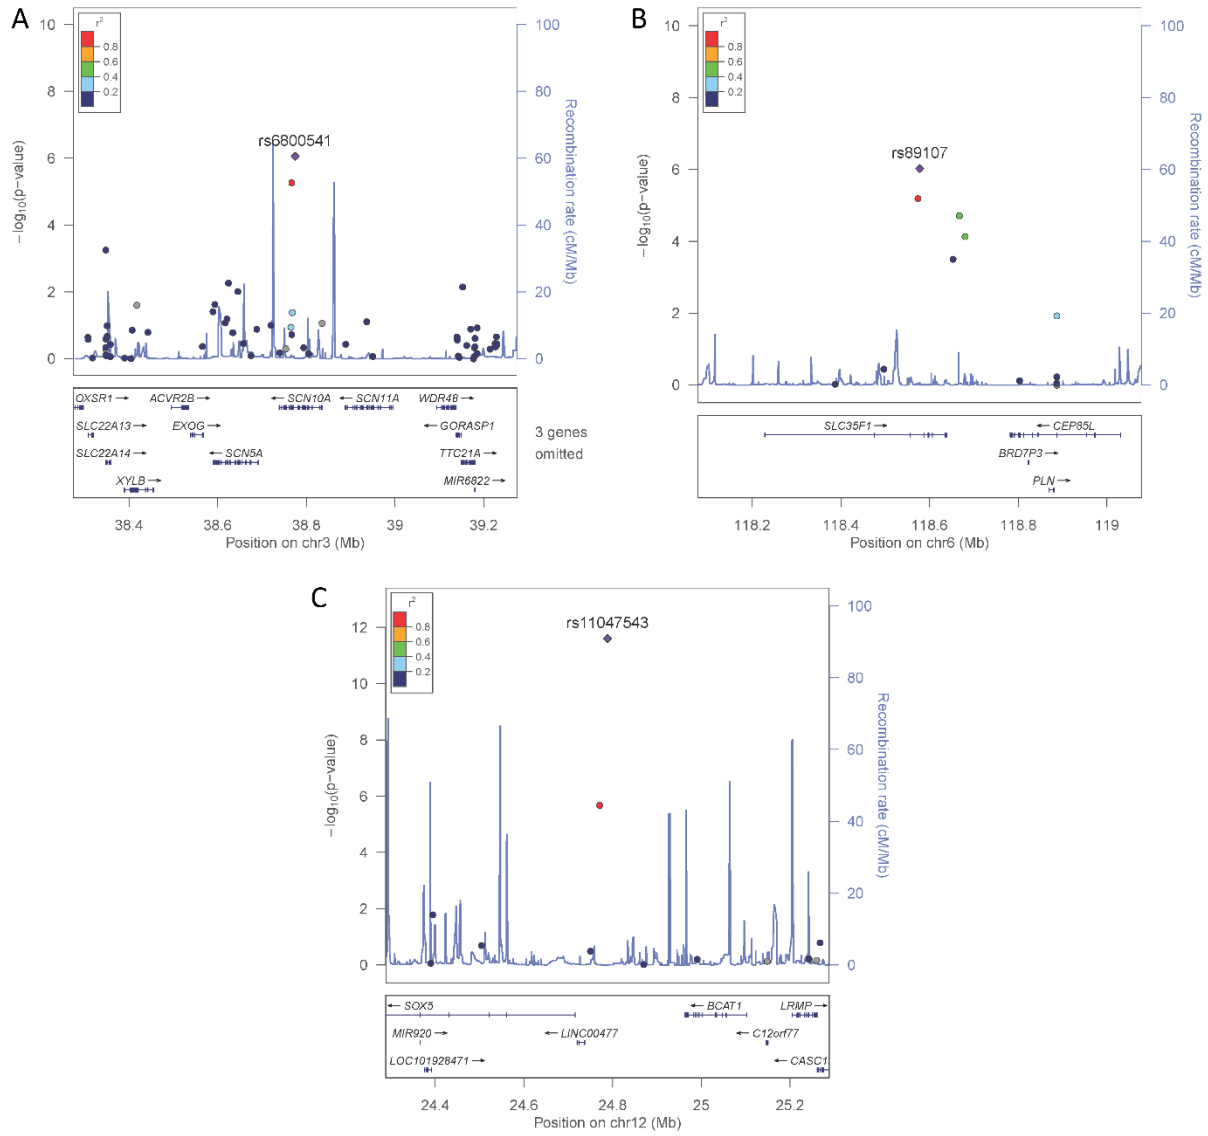 A
r²
0.8
0.6
0.4
0.2
10
8
6
4
2
0
−log₁₀(p−value)
100
80
60
40
20
0
Recombination rate (cM/Mb)
rs6800541
OXSR1→ ACVR2B→ ←SCN10A ←SCN11A WDR48→
SLC22A13→ EXOG→ ←GORASP1
SLC22A14→ ←SCN5A TTC21A→
XYLB→ MIR6822→
3 genes
omitted
38.4 38.6 38.8 39 39.2
Position on chr3 (Mb)
B
r²
0.8
0.6
0.4
0.2
10
8
6
4
2
0
−log₁₀(p−value)
100
80
60
40
20
0
Recombination rate (cM/Mb)
rs89107
SLC35F1→ ←CEP85L
BRD7P3→
PLN→
118.2 118.4 118.6 118.8 119
Position on chr6 (Mb)
C
r²
0.8
0.6
0.4
0.2
12
10
8
6
4
2
0
−log₁₀(p−value)
100
80
60
40
20
0
Recombination rate (cM/Mb)
rs11047543
←SOX5 ←BCAT1 LRMP→
MIR920→ ←LINC00477 ←C12orf77
LOC101928471→ ←CASC1
24.4 24.6 24.8 25 25.2
Position on chr12 (Mb)